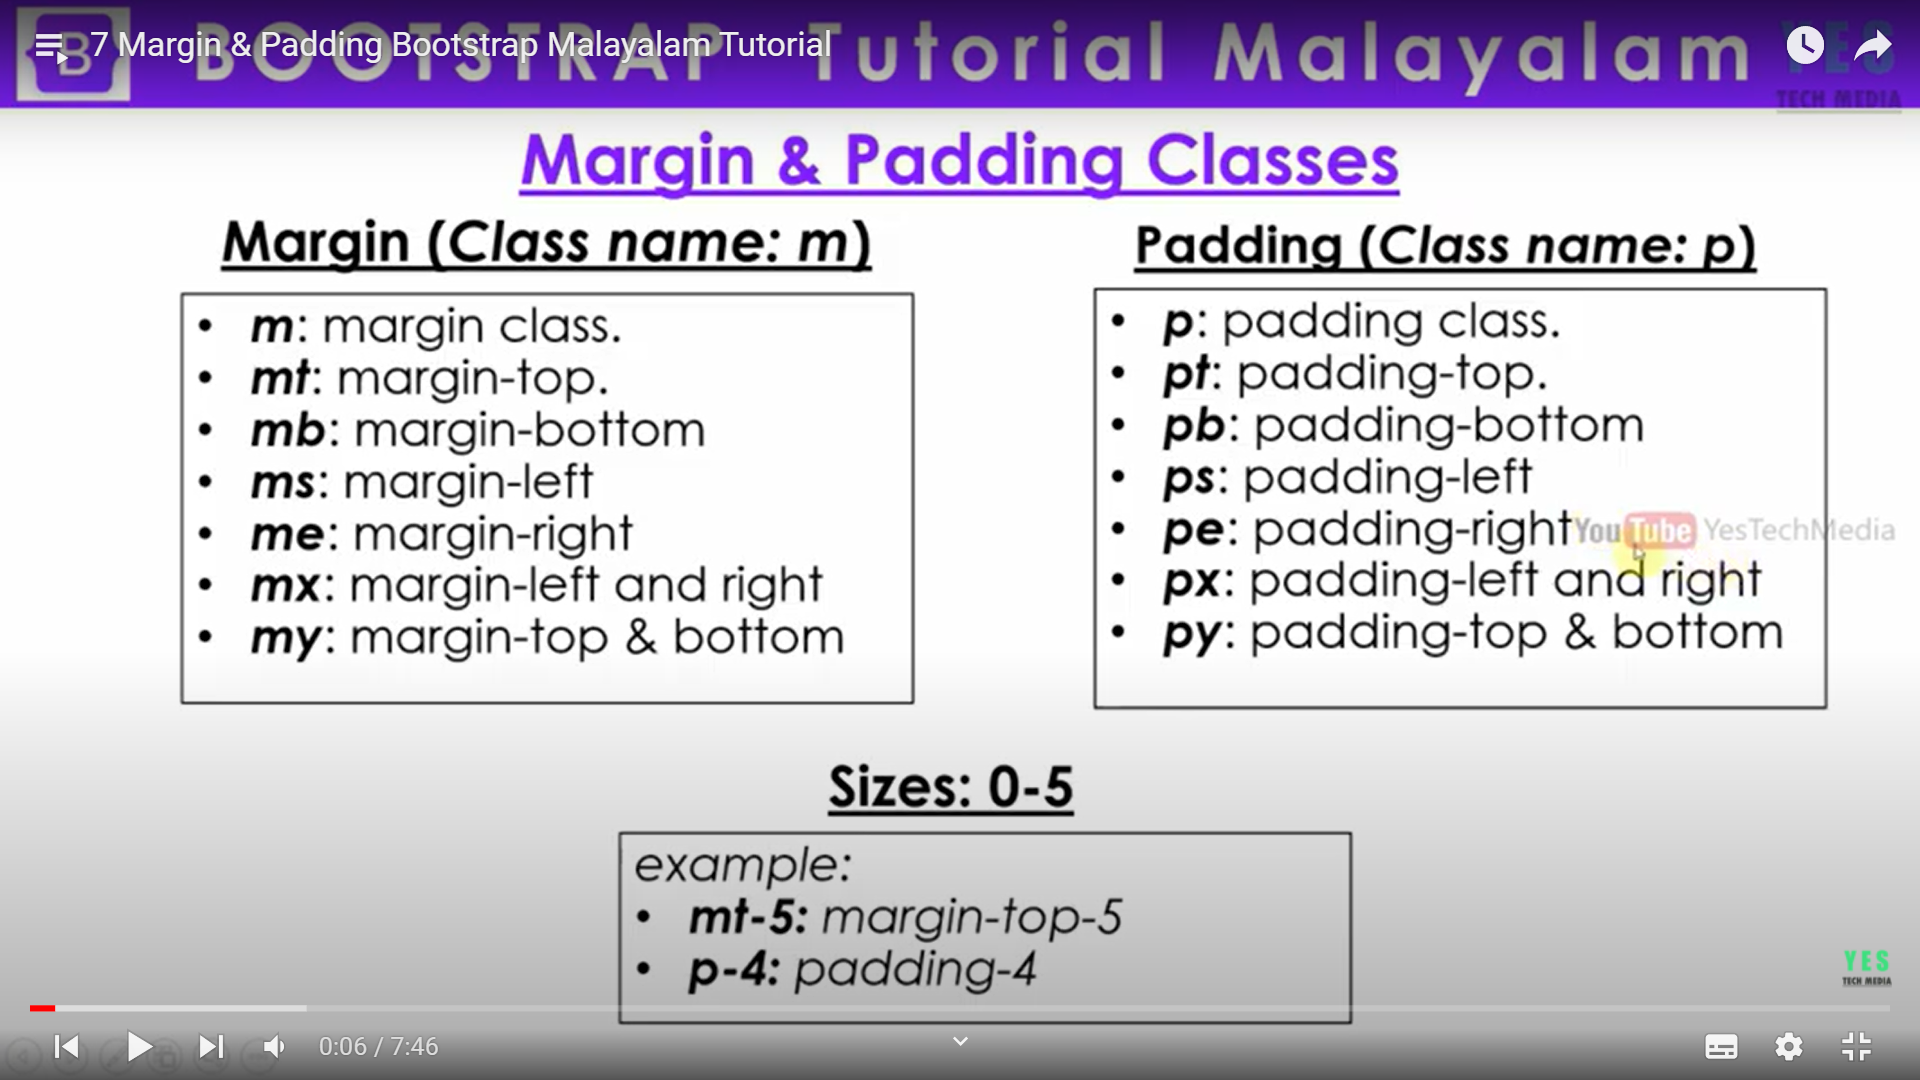 7 Margin & Padding Bootstrap Malayalam Tutorial
B BOOTSTRAP Tutorial Malayalam
YES
TECH MEDIA
Margin & Padding Classes
Margin (Class name: m)
• m: margin class.
• mt: margin-top.
• mb: margin-bottom
• ms: margin-left
• me: margin-right
• mx: margin-left and right
• my: margin-top & bottom
Padding (Class name: p)
• p: padding class.
• pt: padding-top.
• pb: padding-bottom
• ps: padding-left
• pe: padding-right
• px: padding-left and right
• py: padding-top & bottom
YouTube YesTechMedia
Sizes: 0-5
example:
• mt-5: margin-top-5
• p-4: padding-4
YES
TECH MEDIA
0:06 / 7:46